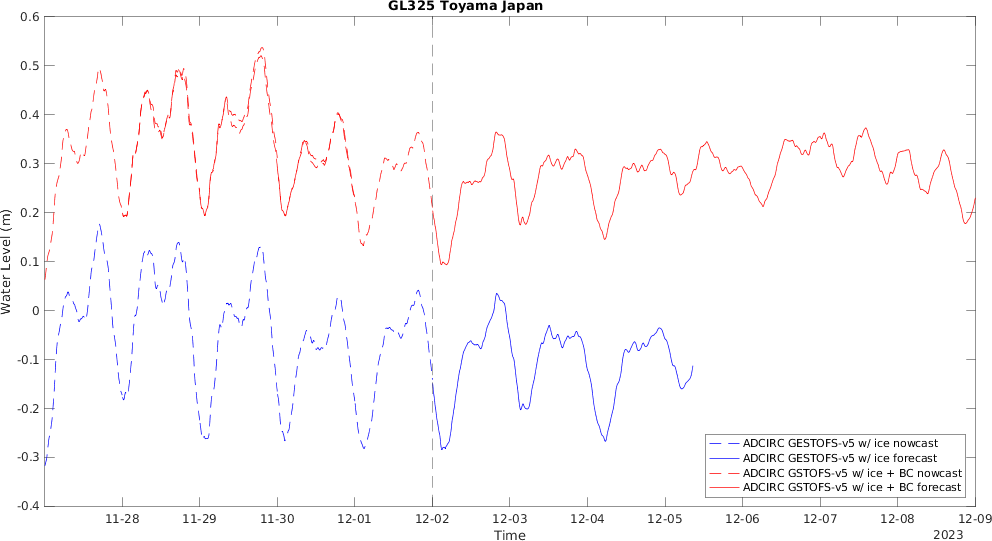 GL325 Toyama Japan
Water Level (m)
0.6
0.5
0.4
0.3
0.2
0.1
0
-0.1
-0.2
-0.3
-0.4
ADCIRC GESTOFS-v5 w/ ice nowcast
ADCIRC GESTOFS-v5 w/ ice forecast
ADCIRC GSTOFS-v5 w/ ice + BC nowcast
ADCIRC GSTOFS-v5 w/ ice + BC forecast
11-28 11-29 11-30 12-01 12-02 12-03 12-04 12-05 12-06 12-07 12-08 12-09
Time
2023